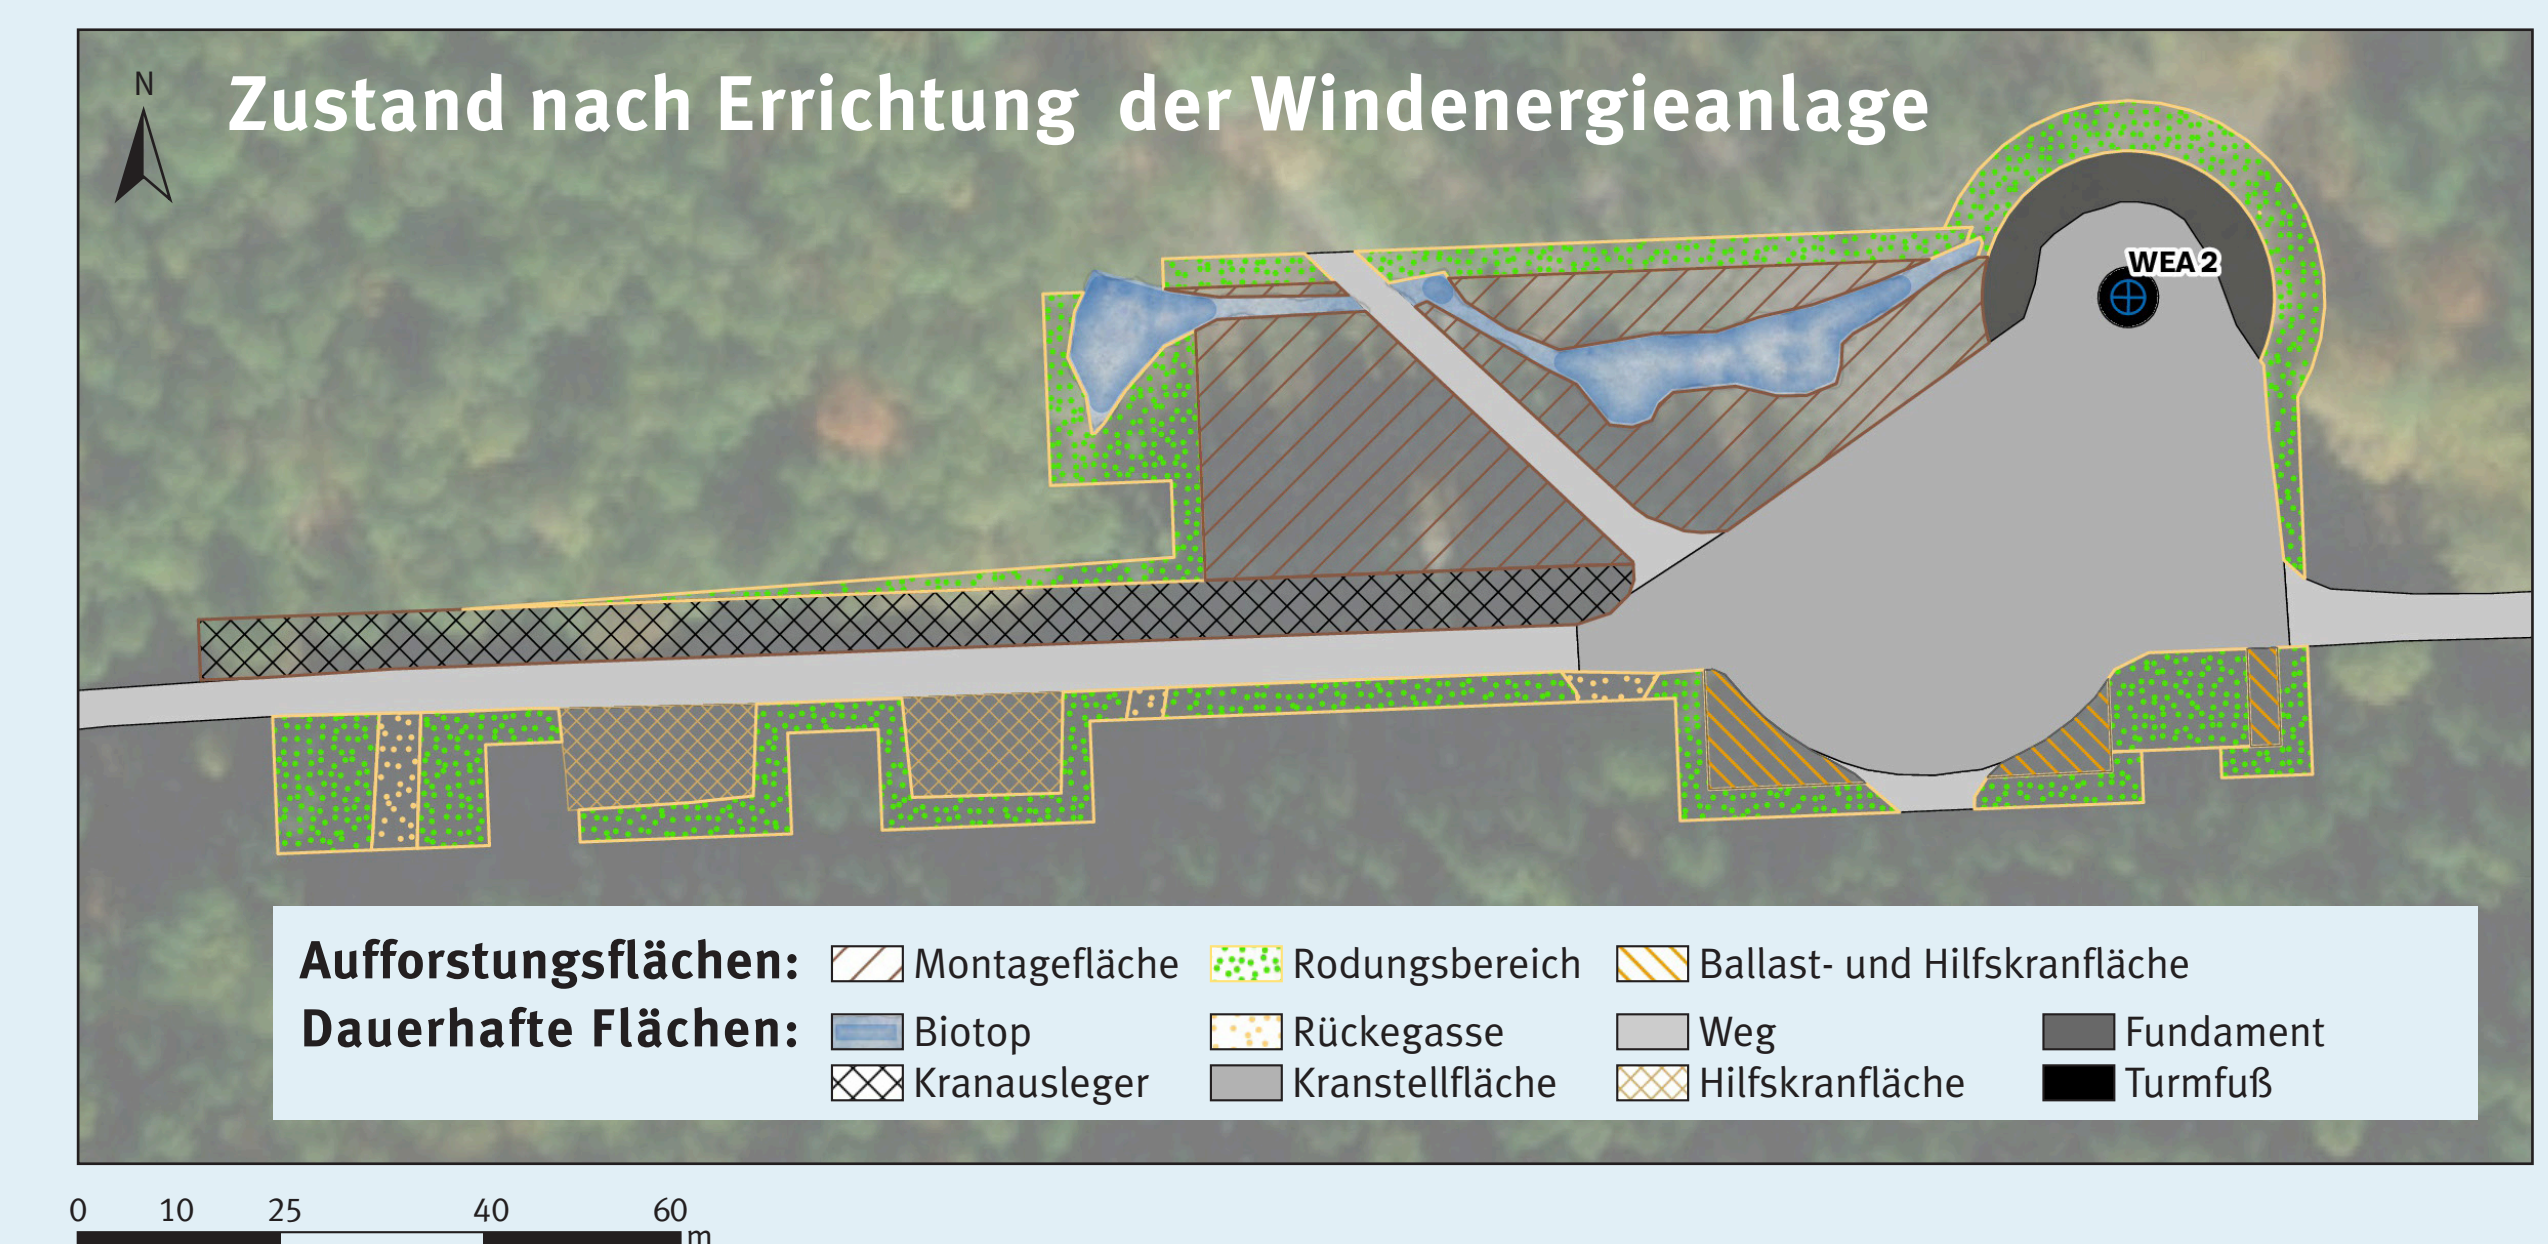 N
Zustand nach Errichtung der Windenergieanlage
WEA 2
Aufforstungsflächen: Montagefläche Rodungsbereich Ballast- und Hilfskranfläche
Dauerhafte Flächen: Biotop Rückegasse Weg Fundament
Kranausleger Kranstellfläche Hilfskranfläche Turmfuß
0 10 25 40 60
m